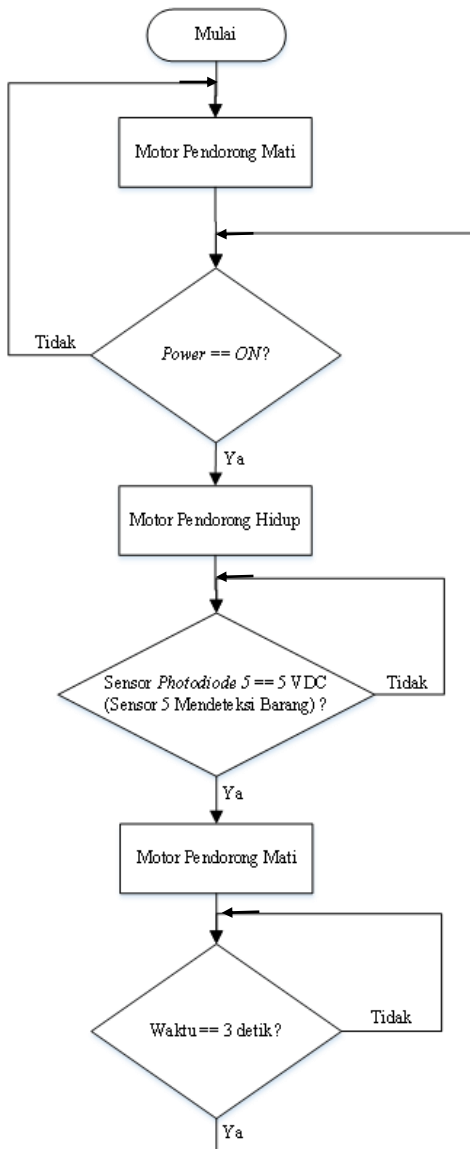 Mulai
Motor Pendorong Mati
Tidak
Power == ON?
Ya
Motor Pendorong Hidup
Sensor Photodiode 5 == 5 VDC
(Sensor 5 Mendeteksi Barang) ?
Tidak
Ya
Motor Pendorong Mati
Waktu == 3 detik?
Tidak
Ya